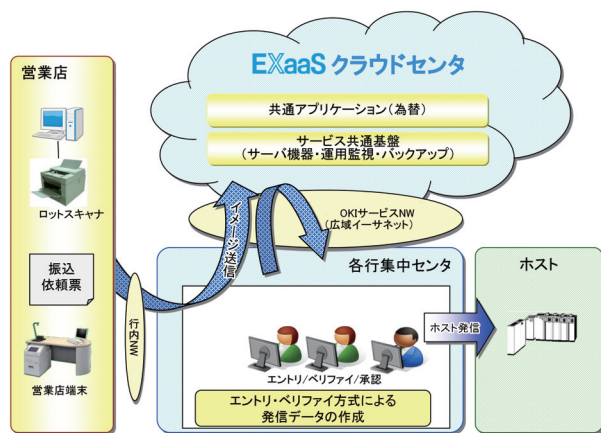 営業店
ロットスキャナ
振込
依頼票
営業店端末
行内NW
イメージ送信
EXaaS クラウドセンタ
共通アプリケーション(為替)
サービス共通基盤
(サーバ機器・運用監視・バックアップ)
OKIサービスNW
(広域イーサネット)
各行集中センタ
エントリ/ベリファイ/承認
エントリ・ベリファイ方式による
発信データの作成
ホスト発信
ホスト